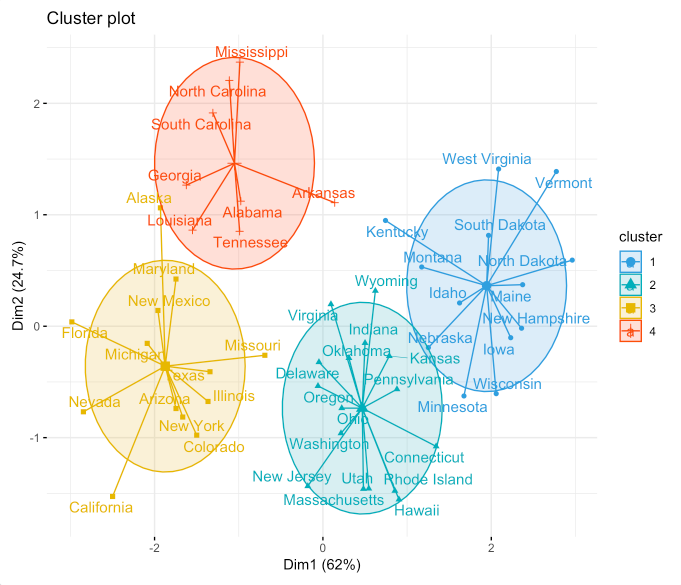 Cluster plot
Mississippi
North Carolina
South Carolina
Georgia
Arkansas
Alaska
Alabama
Louisiana
Tennessee
West Virginia
Vermont
Kentucky
South Dakota
Montana
North Dakota
Idaho
Maine
New Hampshire
Nebraska
Iowa
Wisconsin
Minnesota
Maryland
New Mexico
Florida
Michigan
Missouri
Texas
Nevada
Arizona
Illinois
New York
Colorado
California
Wyoming
Virginia
Indiana
Oklahoma
Kansas
Delaware
Pennsylvania
Oregon
Ohio
Washington
Connecticut
New Jersey
Utah
Rhode Island
Massachusetts
Hawaii
2
1
0
-1
-2
0
2
Dim1 (62%)
Dim2 (24.7%)
cluster
1
2
3
4